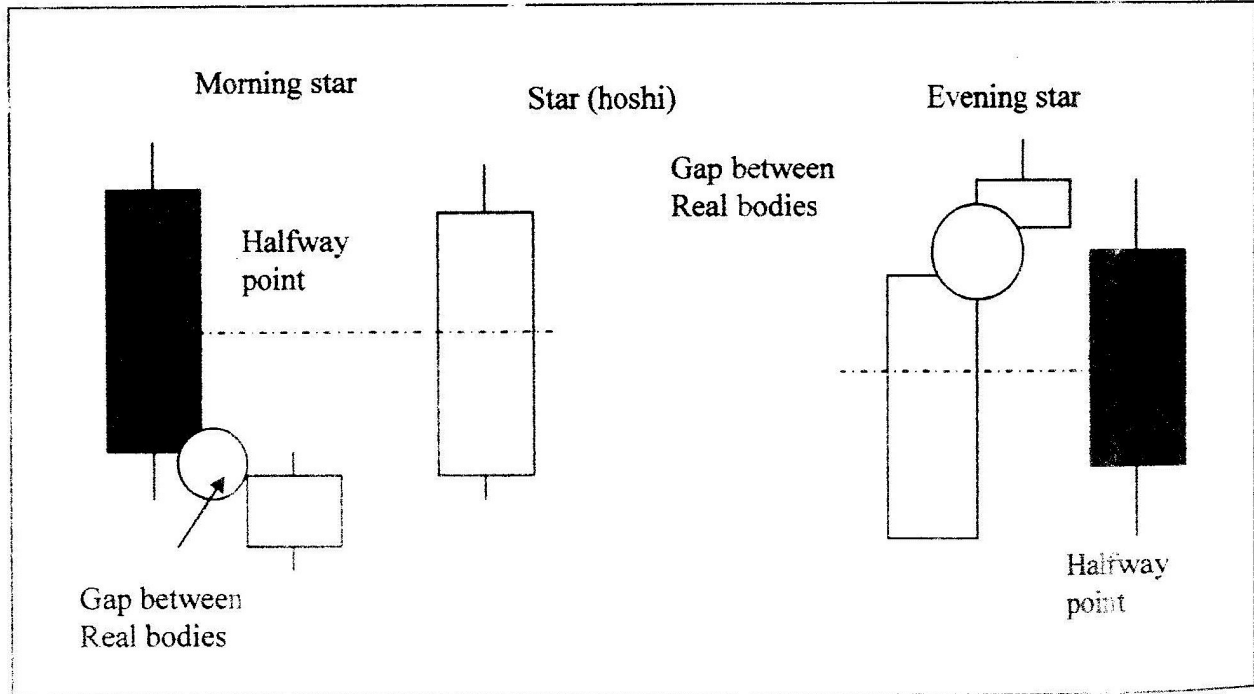 Morning star
Star (hoshi)
Evening star
Gap between
Real bodies
Halfway
point
Halfway
point
Gap between
Real bodies